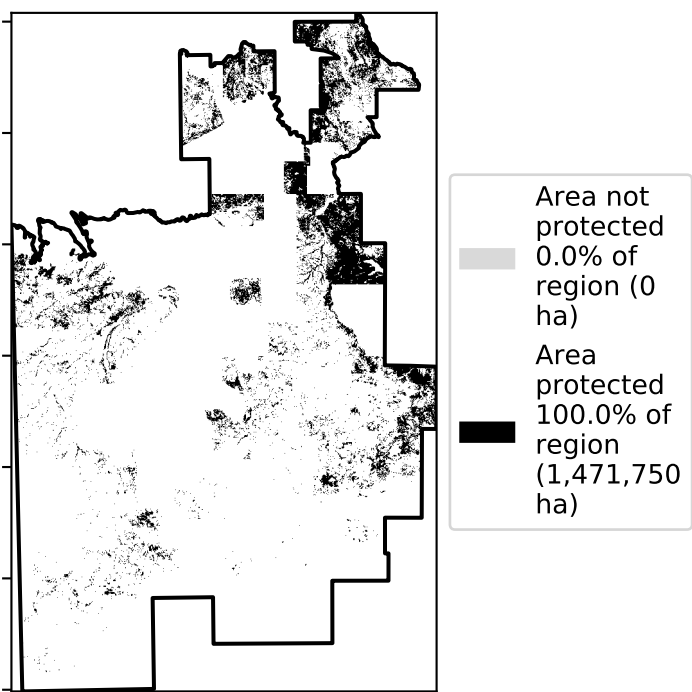 Area not
protected
0.0% of
region (0
ha)
Area
protected
100.0% of
region
(1,471,750
ha)